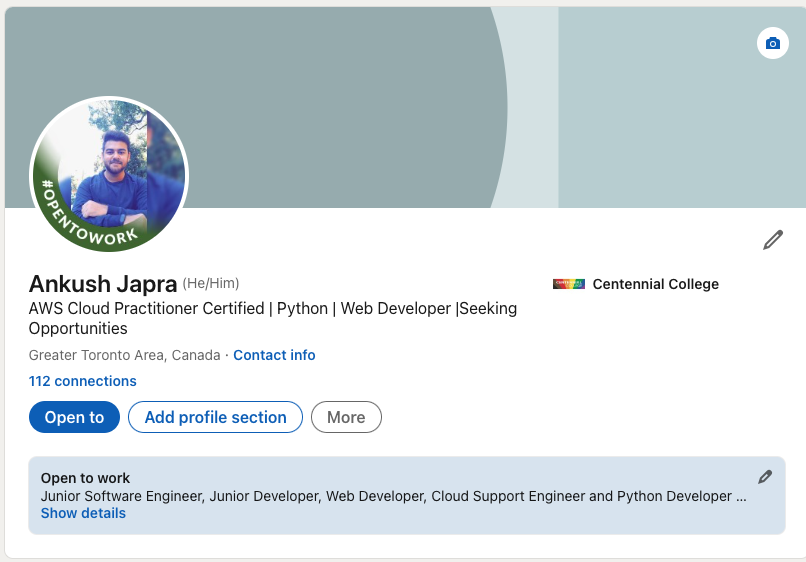 #OPENTOWORK
Ankush Japra (He/Him)
Centennial College
AWS Cloud Practitioner Certified | Python | Web Developer |Seeking
Opportunities
Greater Toronto Area, Canada · Contact info
112 connections
Open to
Add profile section
More
Open to work
Junior Software Engineer, Junior Developer, Web Developer, Cloud Support Engineer and Python Developer ...
Show details